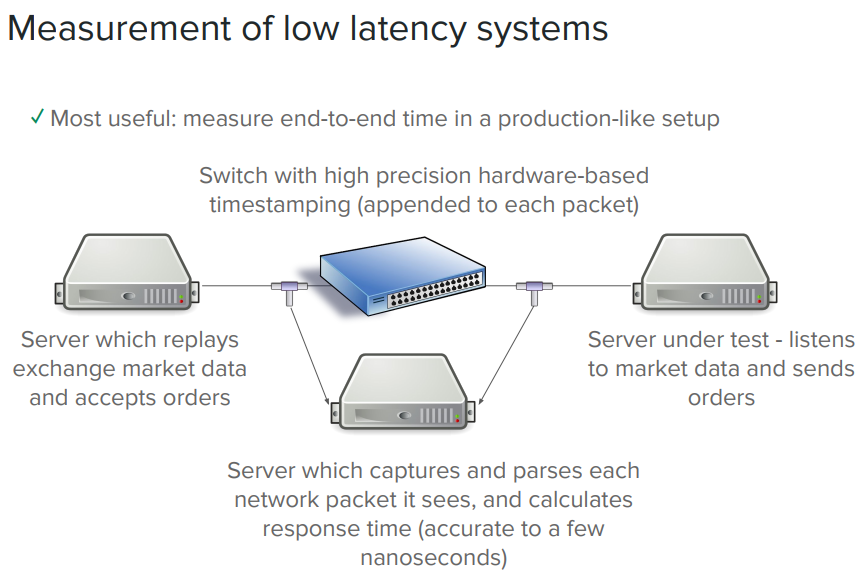 Measurement of low latency systems
✓ Most useful: measure end-to-end time in a production-like setup
Switch with high precision hardware-based
timestamping (appended to each packet)
Server which replays
exchange market data
and accepts orders
Server under test - listens
to market data and sends
orders
Server which captures and parses each
network packet it sees, and calculates
response time (accurate to a few
nanoseconds)